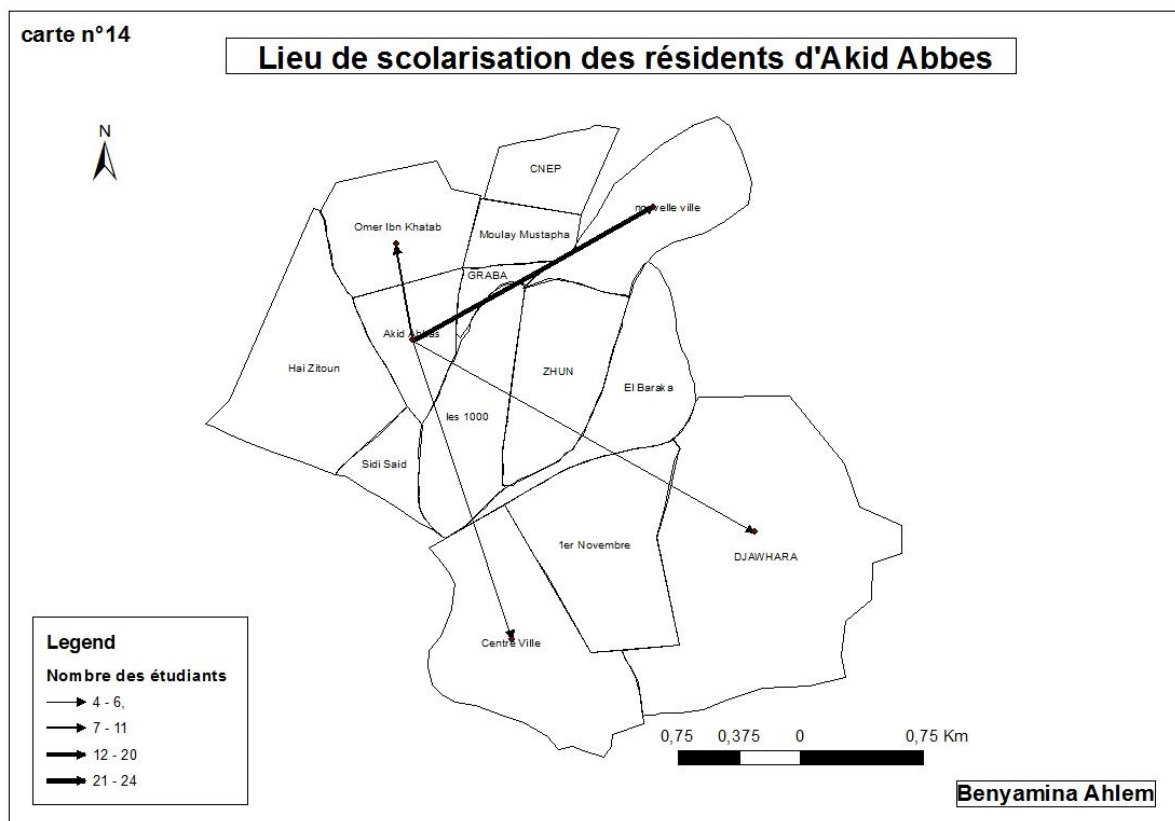 carte n°14
Lieu de scolarisation des résidents d'Akid Abbes
N
CNEP
nouvelle ville
Omer Ibn Khatab
Moulay Mustapha
GRABA
Akid Abbas
Hai Zitoun
ZHUN
El Baraka
les 1000
Sidi Said
1er Novembre
DJAWHARA
Centre Ville
Legend
Nombre des étudiants
4 - 6,
7 - 11
12 - 20
21 - 24
0,75 0,375 0 0,75 Km
Benyamina Ahlem